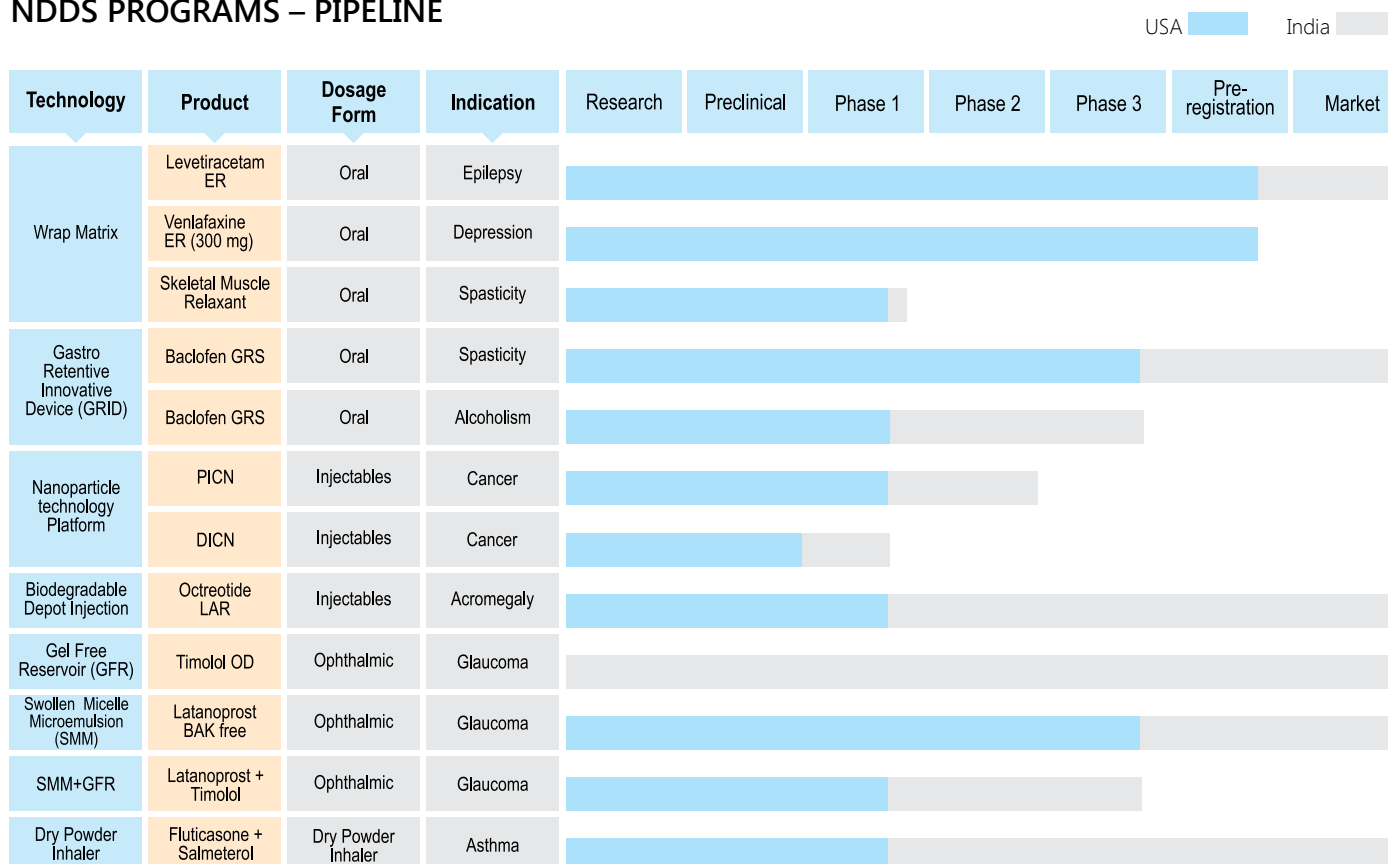 NDDS PROGRAMS – PIPELINE
USA
India
Technology
Product
Dosage
Form
Indication
Research
Preclinical
Phase 1
Phase 2
Phase 3
Pre-
registration
Market
Wrap Matrix
Levetiracetam
ER
Oral
Epilepsy
Venlafaxine
ER (300 mg)
Oral
Depression
Skeletal Muscle
Relaxant
Oral
Spasticity
Gastro
Retentive
Innovative
Device (GRID)
Baclofen GRS
Oral
Spasticity
Baclofen GRS
Oral
Alcoholism
Nanoparticle
technology
Platform
PICN
Injectables
Cancer
DICN
Injectables
Cancer
Biodegradable
Depot Injection
Octreotide
LAR
Injectables
Acromegaly
Gel Free
Reservoir (GFR)
Timolol OD
Ophthalmic
Glaucoma
Swollen Micelle
Microemulsion
(SMM)
Latanoprost
BAK free
Ophthalmic
Glaucoma
SMM+GFR
Latanoprost +
Timolol
Ophthalmic
Glaucoma
Dry Powder
Inhaler
Fluticasone +
Salmeterol
Dry Powder
Inhaler
Asthma